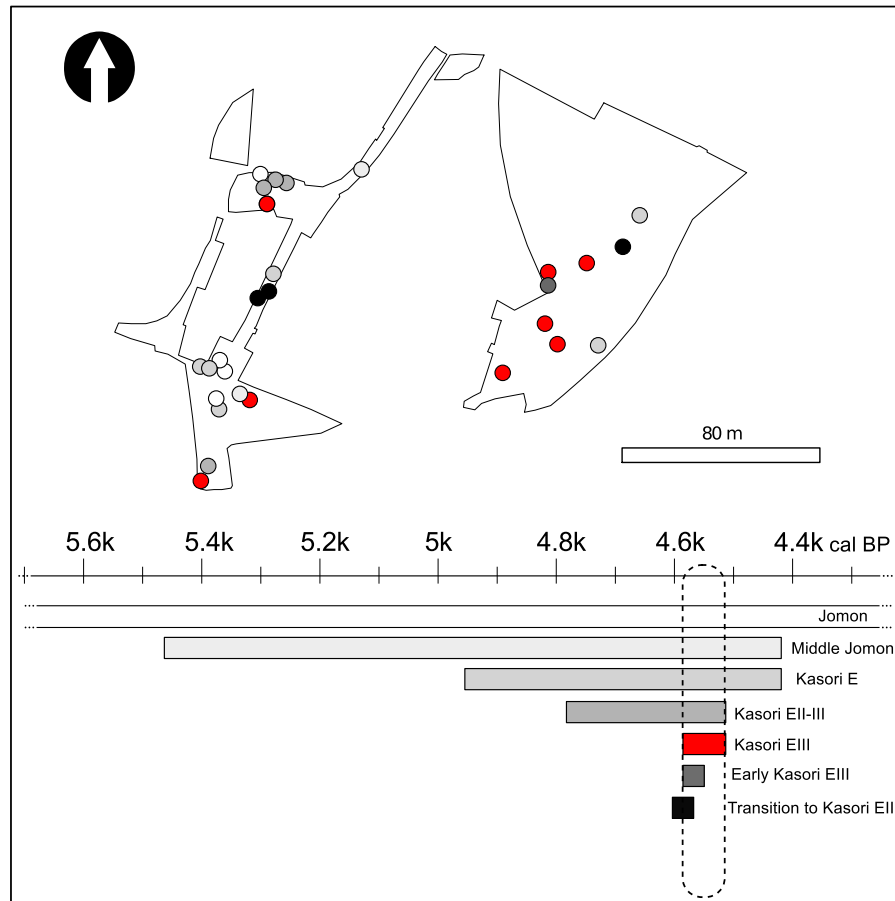 80 m
5.6k 5.4k 5.2k 5k 4.8k 4.6k 4.4k cal BP
Jomon
Middle Jomon
Kasori E
Kasori EII-III
Kasori EIII
Early Kasori EIII
Transition to Kasori EII